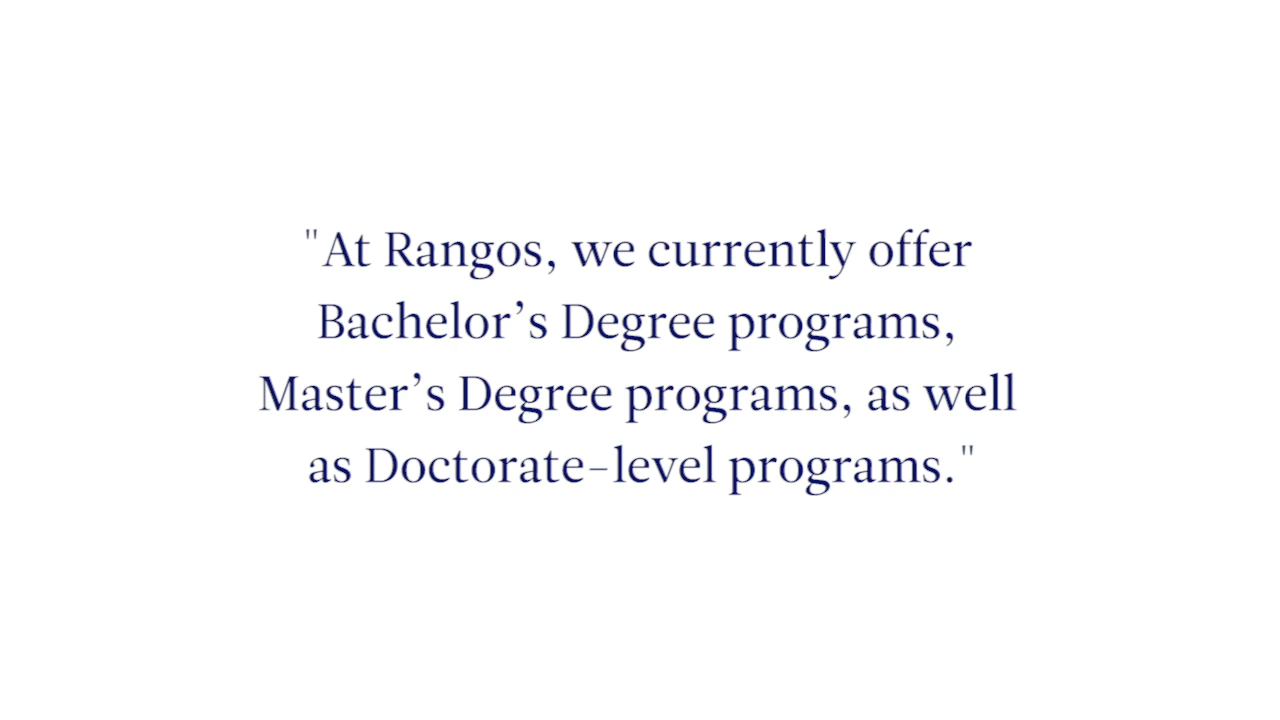 "At Rangos, we currently offer
Bachelor’s Degree programs,
Master’s Degree programs, as well
as Doctorate-level programs."